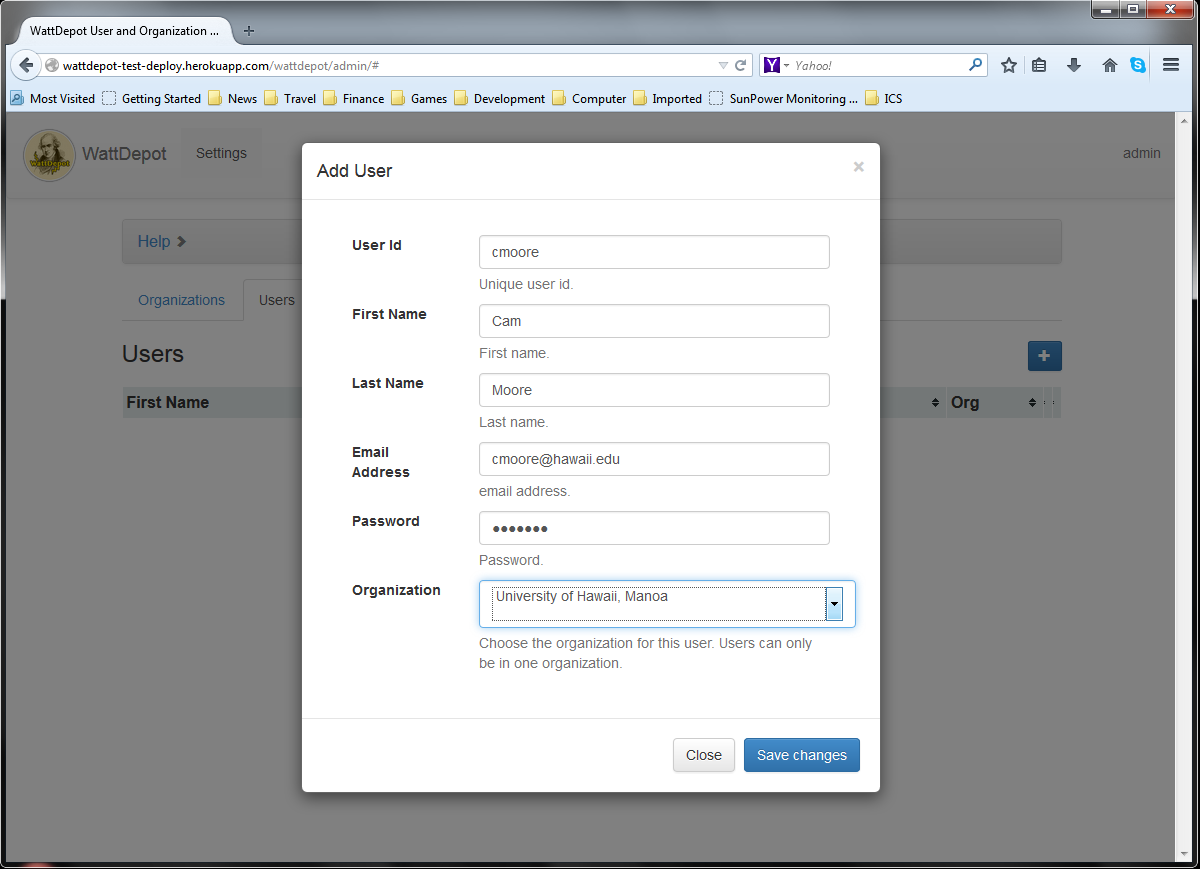 WattDepot User and Organization ...
wattdepot-test-deploy.herokuapp.com/wattdepot/admin/#
Yahoo!
Most Visited Getting Started News Travel Finance Games Development Computer Imported SunPower Monitoring ... ICS
WattDepot
WattDepot Settings admin
Add User ×
Help
Organizations Users
Users
First Name Org
User Id cmoore
Unique user id.
First Name Cam
First name.
Last Name Moore
Last name.
Email
Address
cmoore@hawaii.edu
email address.
Password •••••••
Password.
Organization University of Hawaii, Manoa
Choose the organization for this user. Users can only
be in one organization.
Close Save changes